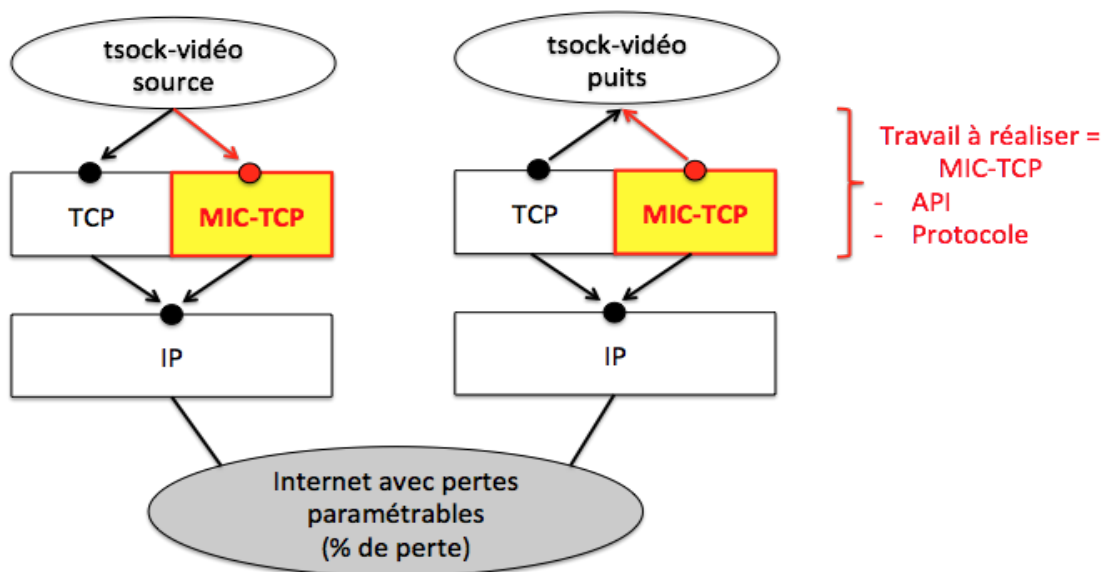 tsock-vidéo
source
tsock-vidéo
puits
Travail à réaliser =
MIC-TCP
- API
- Protocole
TCP
MIC-TCP
TCP
MIC-TCP
IP
IP
Internet avec pertes
paramétrables
(% de perte)